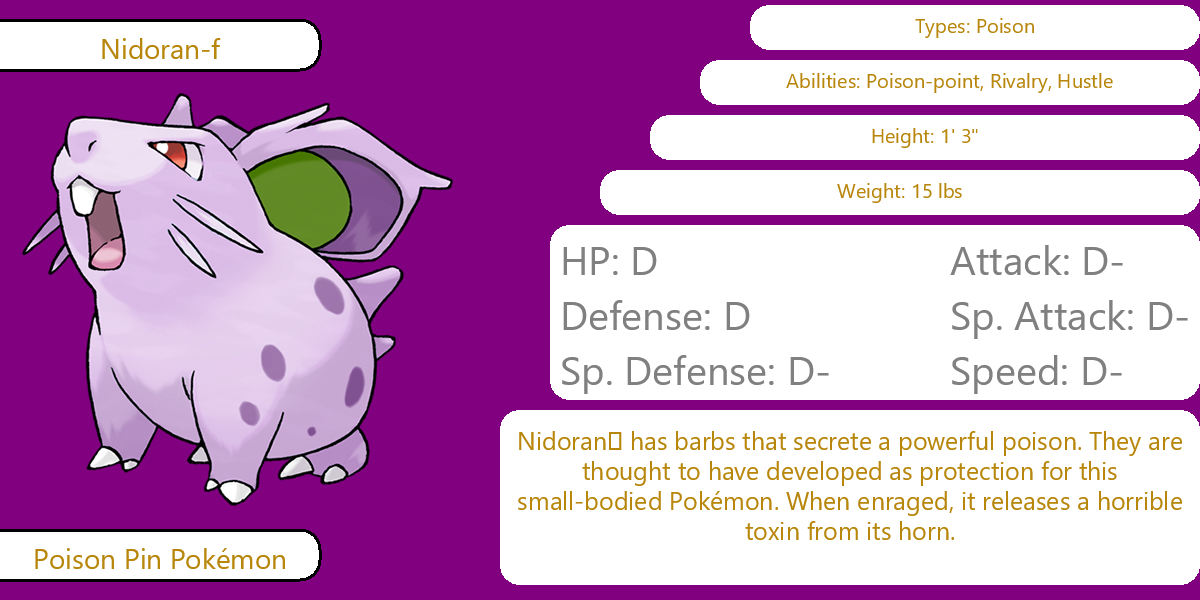 Nidoran-f
Types: Poison
Abilities: Poison-point, Rivalry, Hustle
Height: 1' 3"
Weight: 15 lbs
HP: D
Attack: D-
Defense: D
Sp. Attack: D-
Sp. Defense: D-
Speed: D-
Nidoran▯ has barbs that secrete a powerful poison. They are
thought to have developed as protection for this
small-bodied Pokémon. When enraged, it releases a horrible
toxin from its horn.
Poison Pin Pokémon